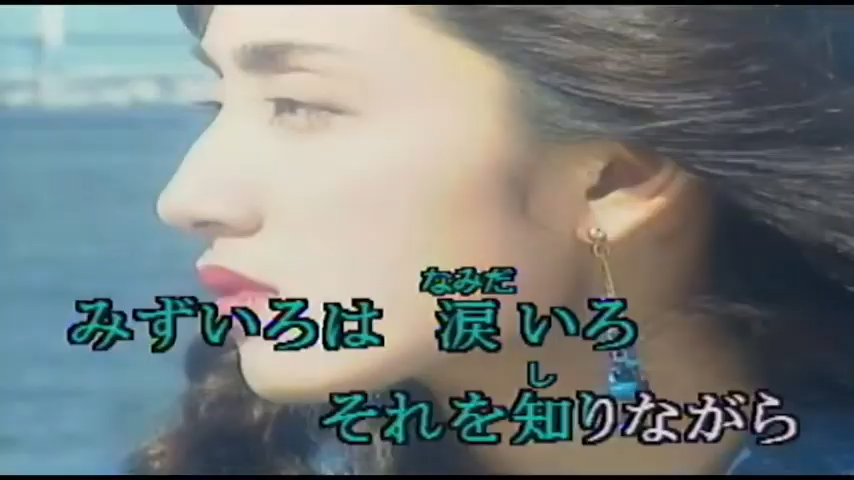 なみだ
みずいろは 涙いろ
し
それを知りながら